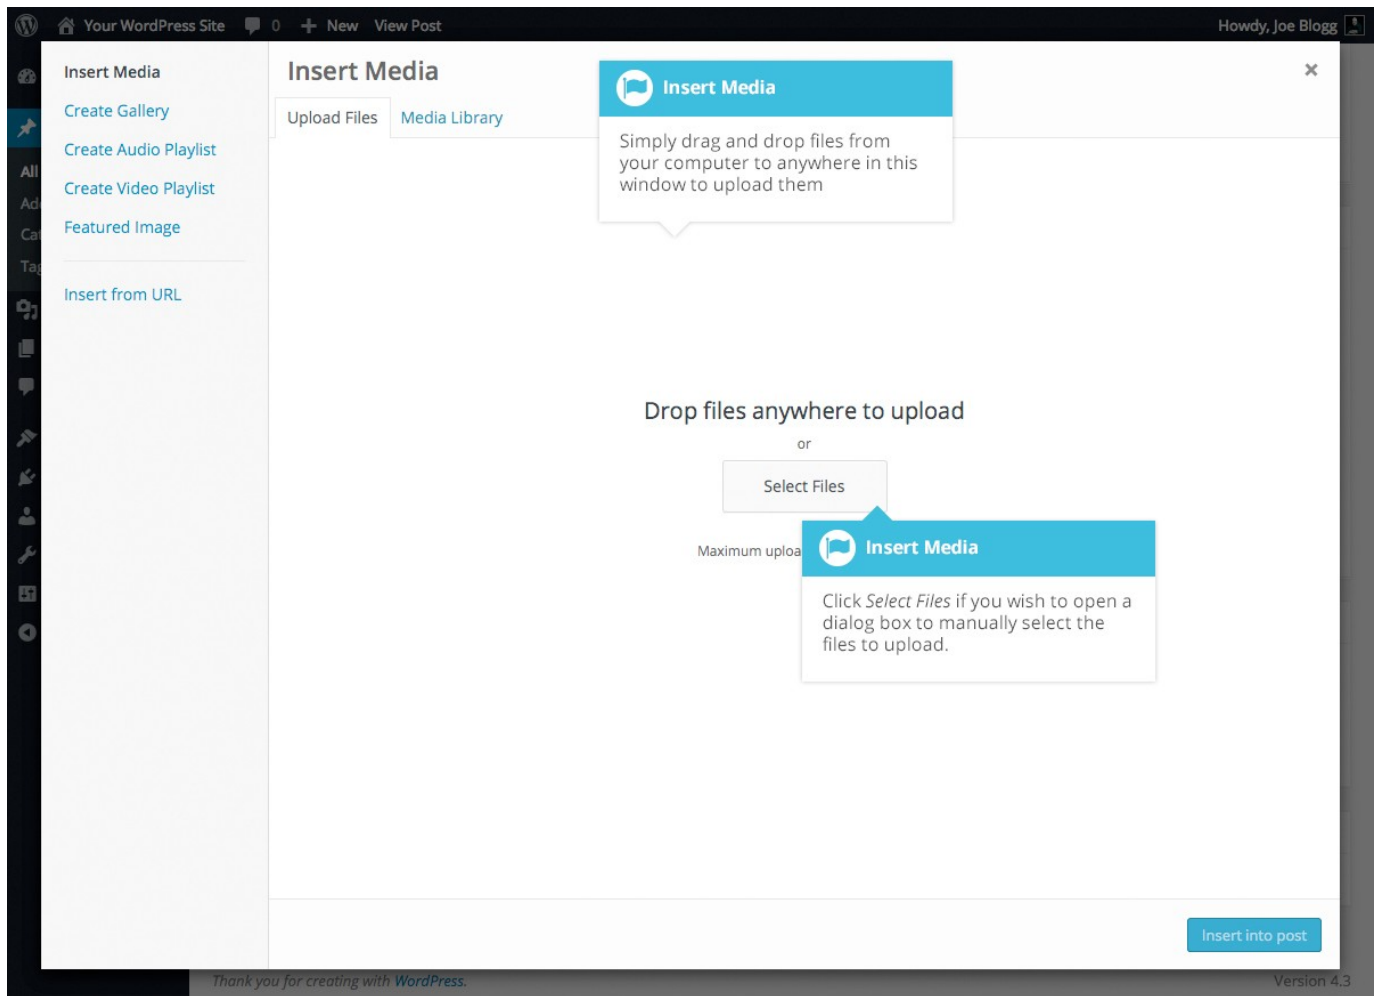 Your WordPress Site 0 New View Post Howdy, Joe Blogg
Insert Media
Create Gallery
Create Audio Playlist
Create Video Playlist
Featured Image
Insert from URL
All
Insert Media
Upload Files Media Library
Insert Media
Simply drag and drop files from
your computer to anywhere in this
window to upload them
Drop files anywhere to upload
or
Select Files
Maximum
Insert Media
Click Select Files if you wish to open a
dialog box to manually select the
files to upload.
Insert into post
Thank you for creating with WordPress.
Version 4.3